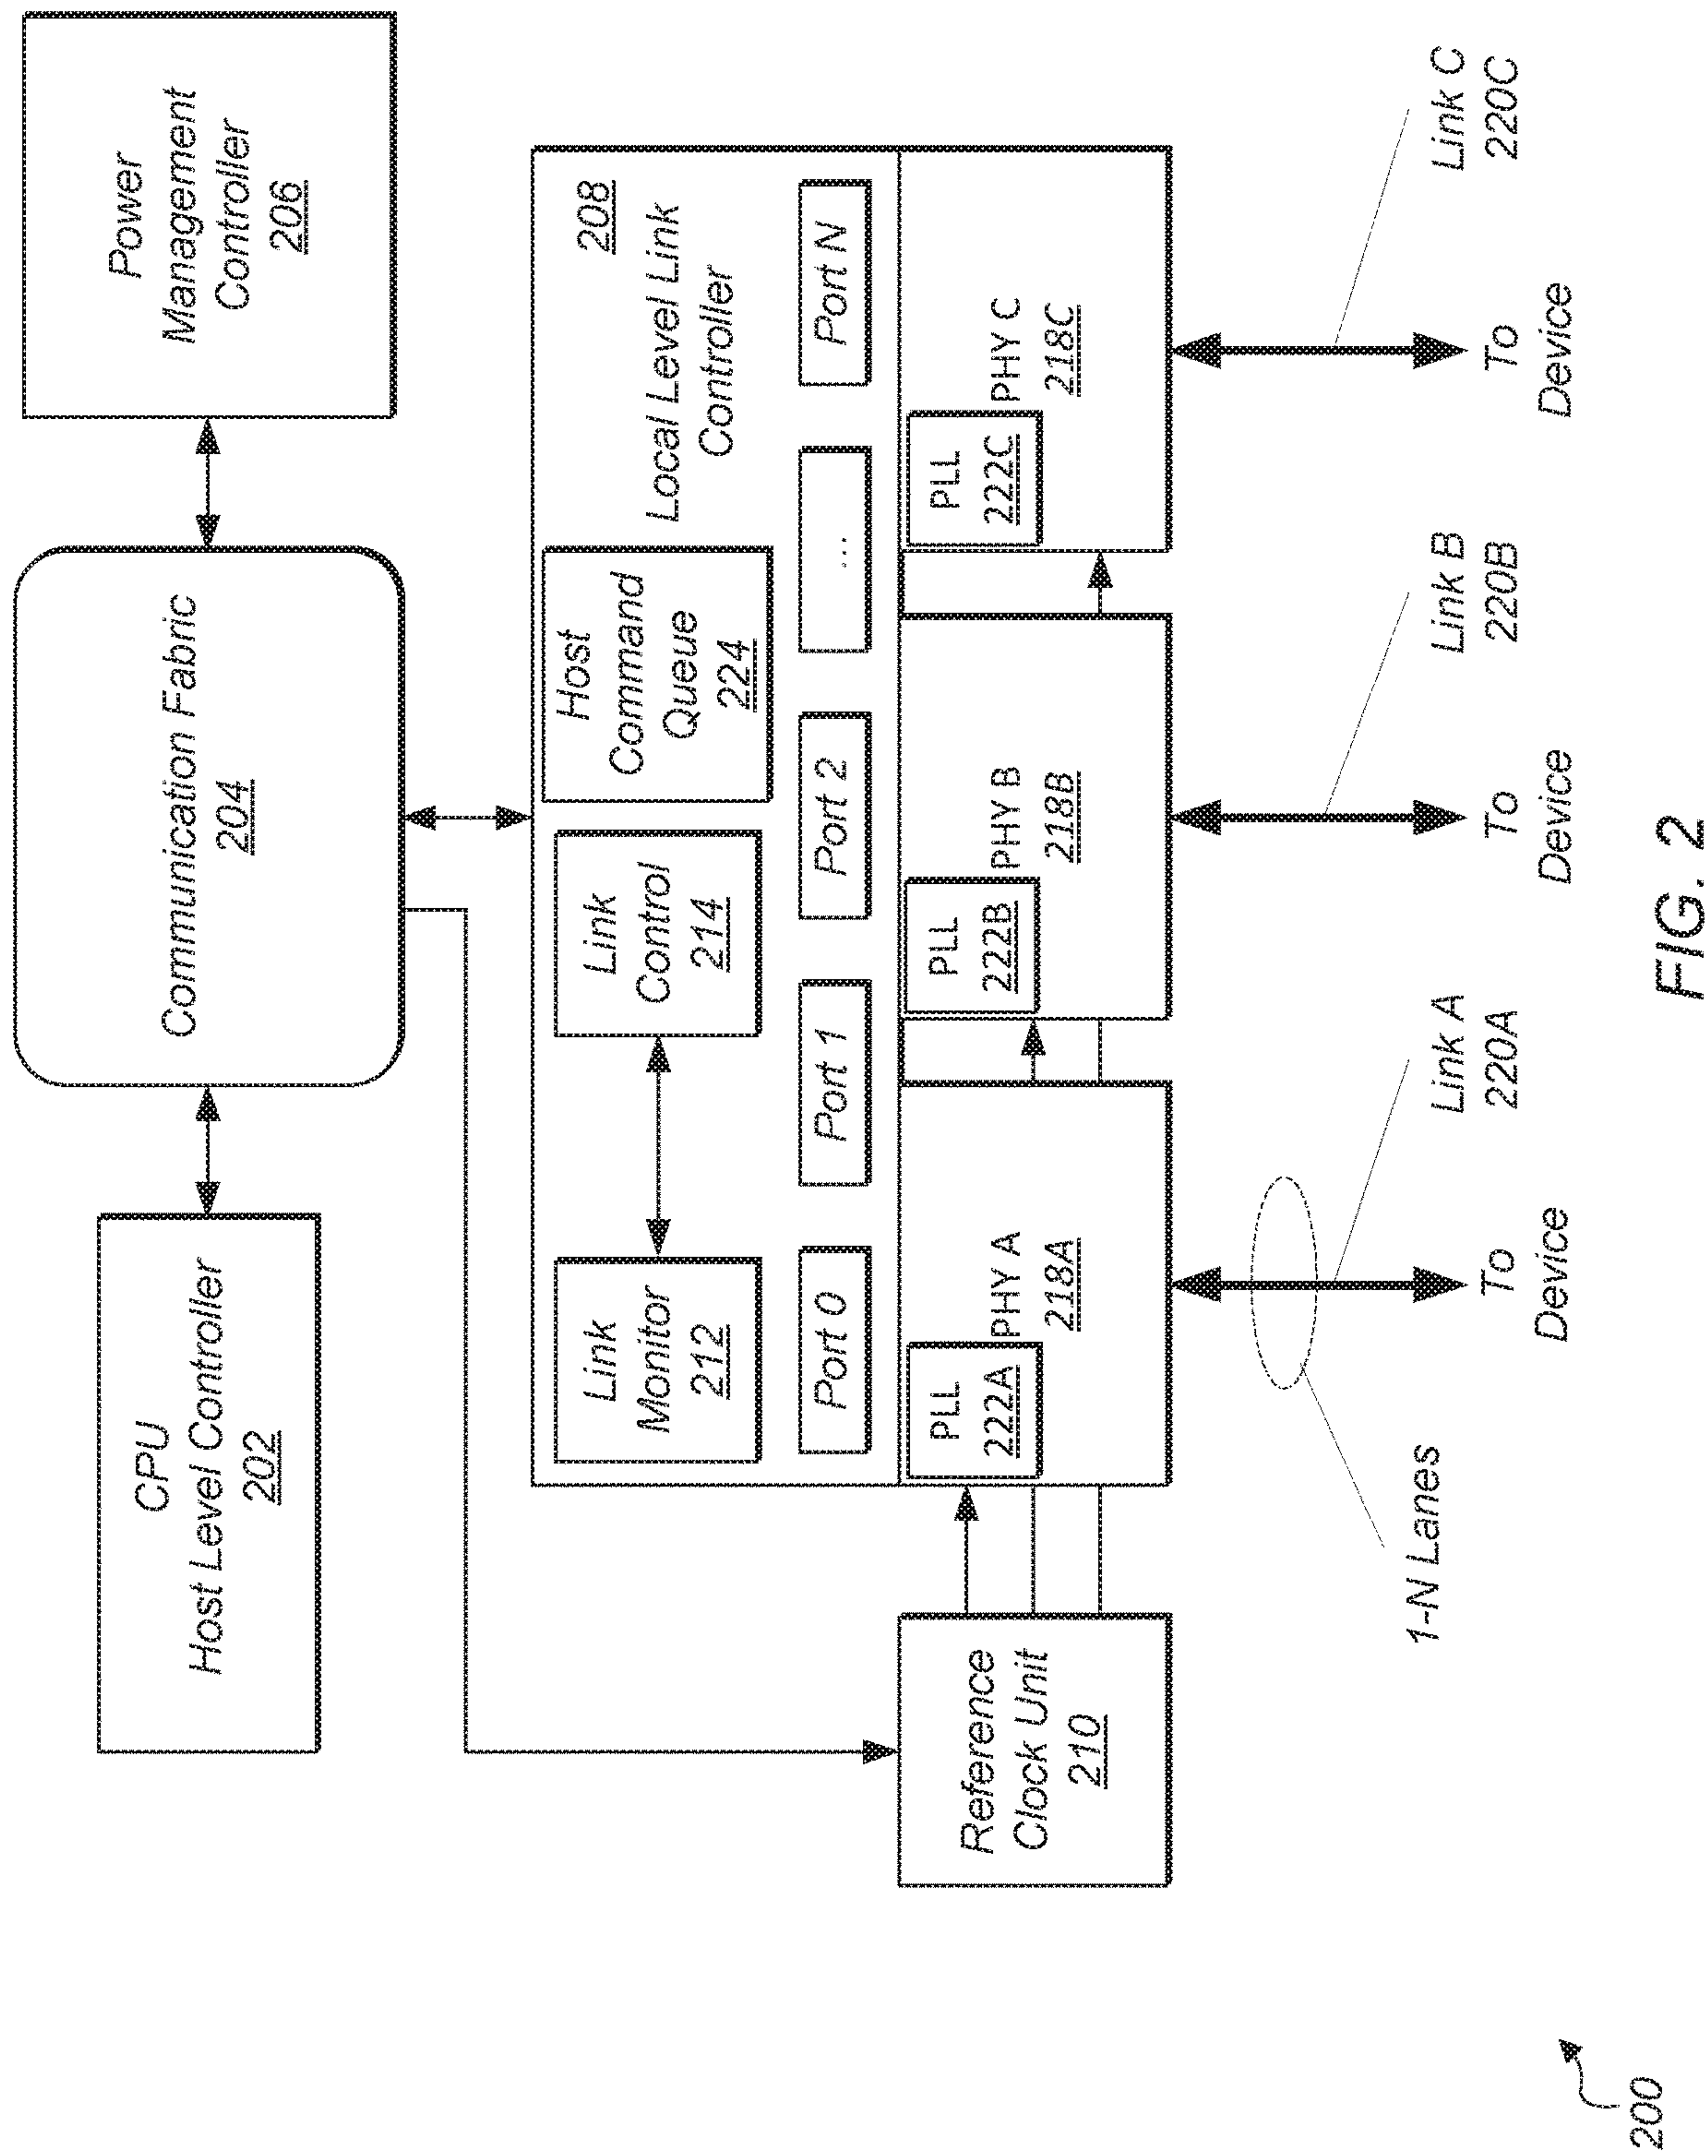 CPU
Host Level Controller
202
Communication Fabric
204
Power
Management
Controller
206
208
Local Level Link
Controller
Link
Monitor
212
Link
Control
214
Host
Command
Queue
224
Port 0
Port 1
Port 2
...
Port N
Reference
Clock Unit
210
PLL
222A
PHY A
218A
PLL
222B
PHY B
218B
PLL
222C
PHY C
218C
1-N Lanes
To
Device
Link A
220A
To
Device
Link B
220B
To
Device
Link C
220C
200
FIG. 2